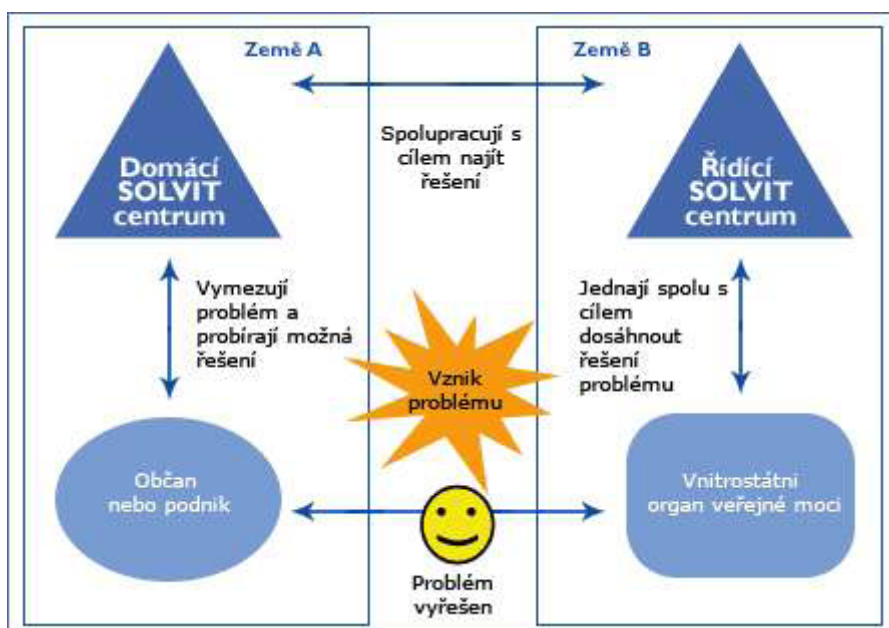 Země A
Země B
Spolupracují s
cílem najít
řešení
Domácí
SOLVIT
centrum
Řídící
SOLVIT
centrum
Vymezují
problém a
probírají možná
řešení
Jednají spolu s
cílem
dosáhnout
řešení
problému
Vznik
problému
Občan
nebo podnik
Vnitrostátní
organ veřejné moci
Problém
vyřešen